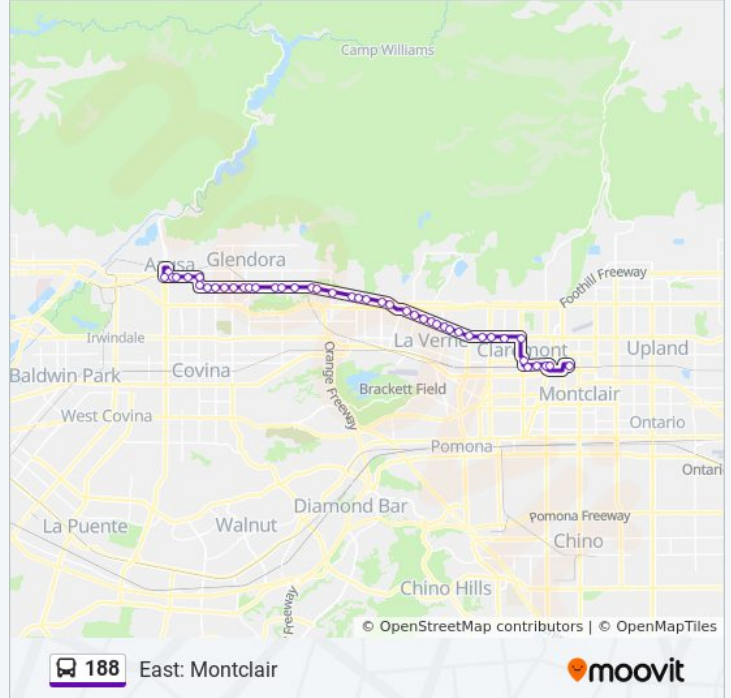 Camp Williams
Azusa
Glendora
Foothill Freeway
Irwindale
La Verne
Claremont
Upland
Baldwin Park
Covina
Orange Freeway
Brackett Field
Montclair
West Covina
Ontario
Pomona
Ontari
Diamond Bar
La Puente
Walnut
Pomona Freeway
Chino
Chino Hills
Freeway
© OpenStreetMap contributors | © OpenMapTiles
188 East: Montclair
moovit